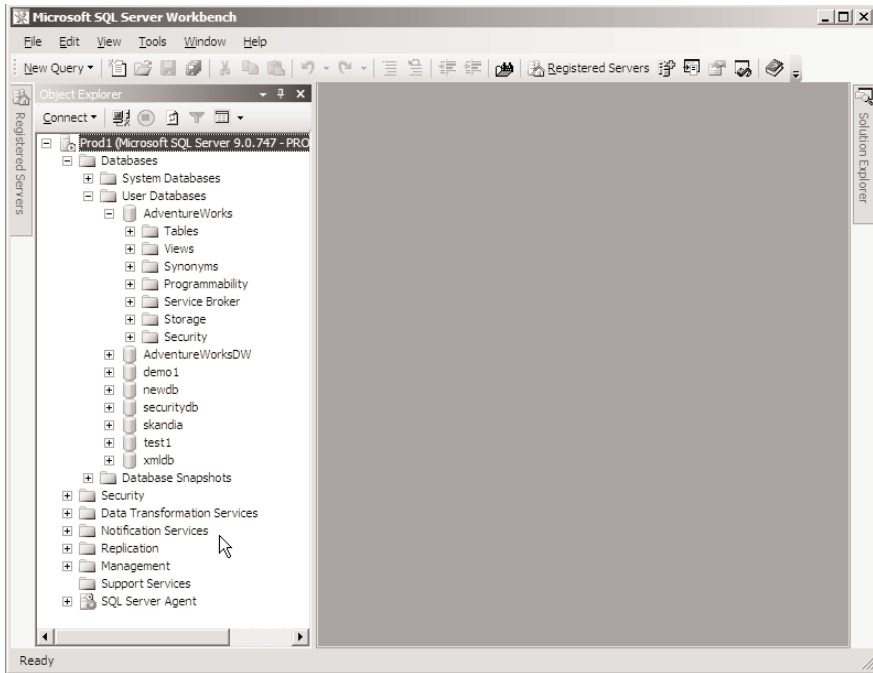 Microsoft SQL Server Workbench
File Edit View Tools Window Help
New Query Registered Servers
Object Explorer
Connect
Prod1 (Microsoft SQL Server 9.0.747 - PRO
Databases
System Databases
User Databases
AdventureWorks
Tables
Views
Synonyms
Programmability
Service Broker
Storage
Security
AdventureWorksDW
demo1
newdb
securitydb
skandia
test1
xmldb
Database Snapshots
Security
Data Transformation Services
Notification Services
Replication
Management
Support Services
SQL Server Agent
Registered Servers
Solution Explorer
Ready